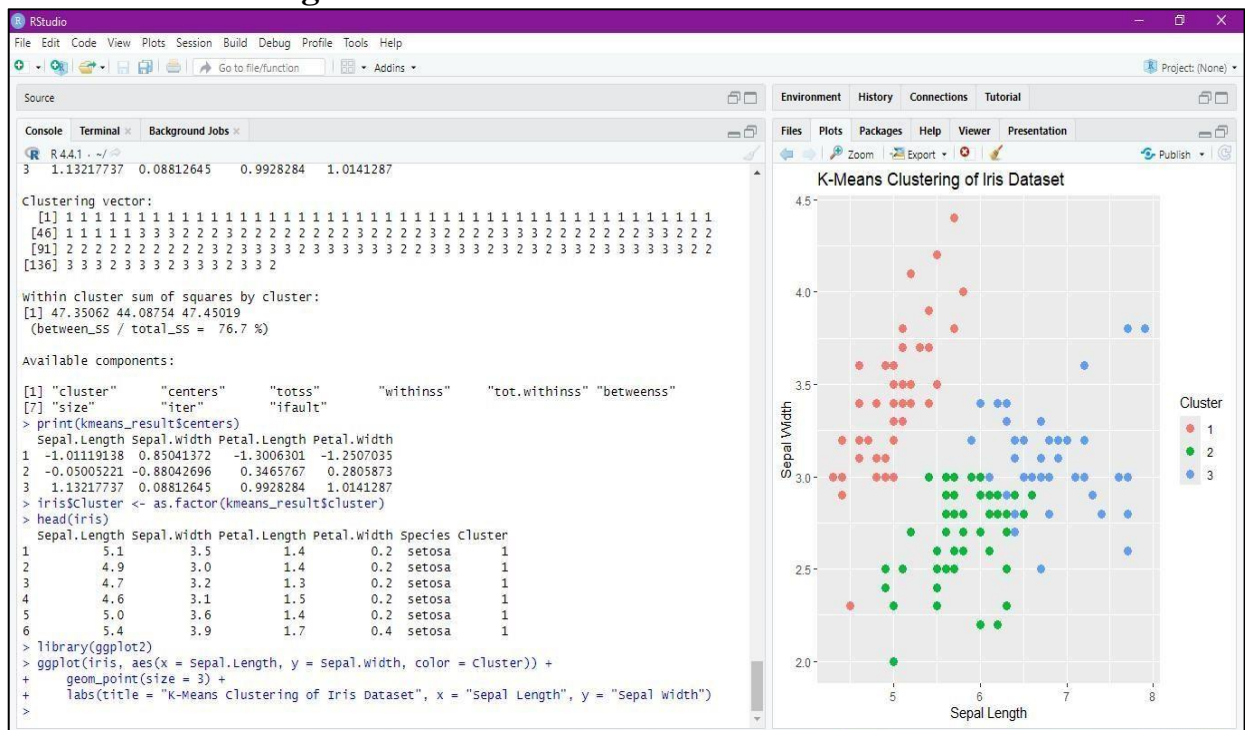 RStudio
File Edit Code View Plots Session Build Debug Profile Tools Help
Go to file/function Addins Project: (None)
Source
Console Terminal Background Jobs
R 4.4.1 · ~/
3 1.13217737 0.08812645 0.9928284 1.0141287
Clustering vector:
[1] 1 1 1 1 1 1 1 1 1 1 1 1 1 1 1 1 1 1 1 1 1 1 1 1 1 1 1 1 1 1 1 1 1 1 1 1 1 1 1 1 1 1 1 1 1
[46] 1 1 1 1 1 3 3 3 2 2 2 3 2 2 2 2 2 2 2 2 3 2 2 2 2 3 2 2 2 2 3 3 3 2 2 2 2 2 2 2 3 3 2 2 2
[91] 2 2 2 2 2 2 2 2 2 2 3 2 3 3 3 3 2 3 3 3 3 3 3 2 2 3 3 3 3 2 3 2 3 2 3 3 2 3 3 3 3 3 3 2 2
[136] 3 3 3 2 3 3 3 2 3 3 3 2 3 3 2
Within cluster sum of squares by cluster:
[1] 47.35062 44.08754 47.45019
(between_SS / total_SS = 76.7 %)
Available components:
[1] "cluster" "centers" "totss" "withinss" "tot.withinss" "betweenss"
[7] "size" "iter" "ifault"
> print(kmeans_result$centers)
Sepal.Length Sepal.Width Petal.Length Petal.Width
1 -1.01119138 0.85041372 -1.3006301 -1.2507035
2 -0.05005221 -0.88042696 0.3465767 0.2805873
3 1.13217737 0.08812645 0.9928284 1.0141287
> iris$Cluster <- as.factor(kmeans_result$cluster)
> head(iris)
Sepal.Length Sepal.Width Petal.Length Petal.Width Species Cluster
1 5.1 3.5 1.4 0.2 setosa 1
2 4.9 3.0 1.4 0.2 setosa 1
3 4.7 3.2 1.3 0.2 setosa 1
4 4.6 3.1 1.5 0.2 setosa 1
5 5.0 3.6 1.4 0.2 setosa 1
6 5.4 3.9 1.7 0.4 setosa 1
> library(ggplot2)
> ggplot(iris, aes(x = Sepal.Length, y = Sepal.Width, color = Cluster)) +
+ geom_point(size = 3) +
+ labs(title = "K-Means Clustering of Iris Dataset", x = "Sepal Length", y = "Sepal Width")
>
Environment History Connections Tutorial
Files Plots Packages Help Viewer Presentation
Zoom Export Publish
K-Means Clustering of Iris Dataset
4.5
4.0
3.5
3.0
2.5
2.0
Sepal Width
5 6 7 8
Sepal Length
Cluster
1
2
3